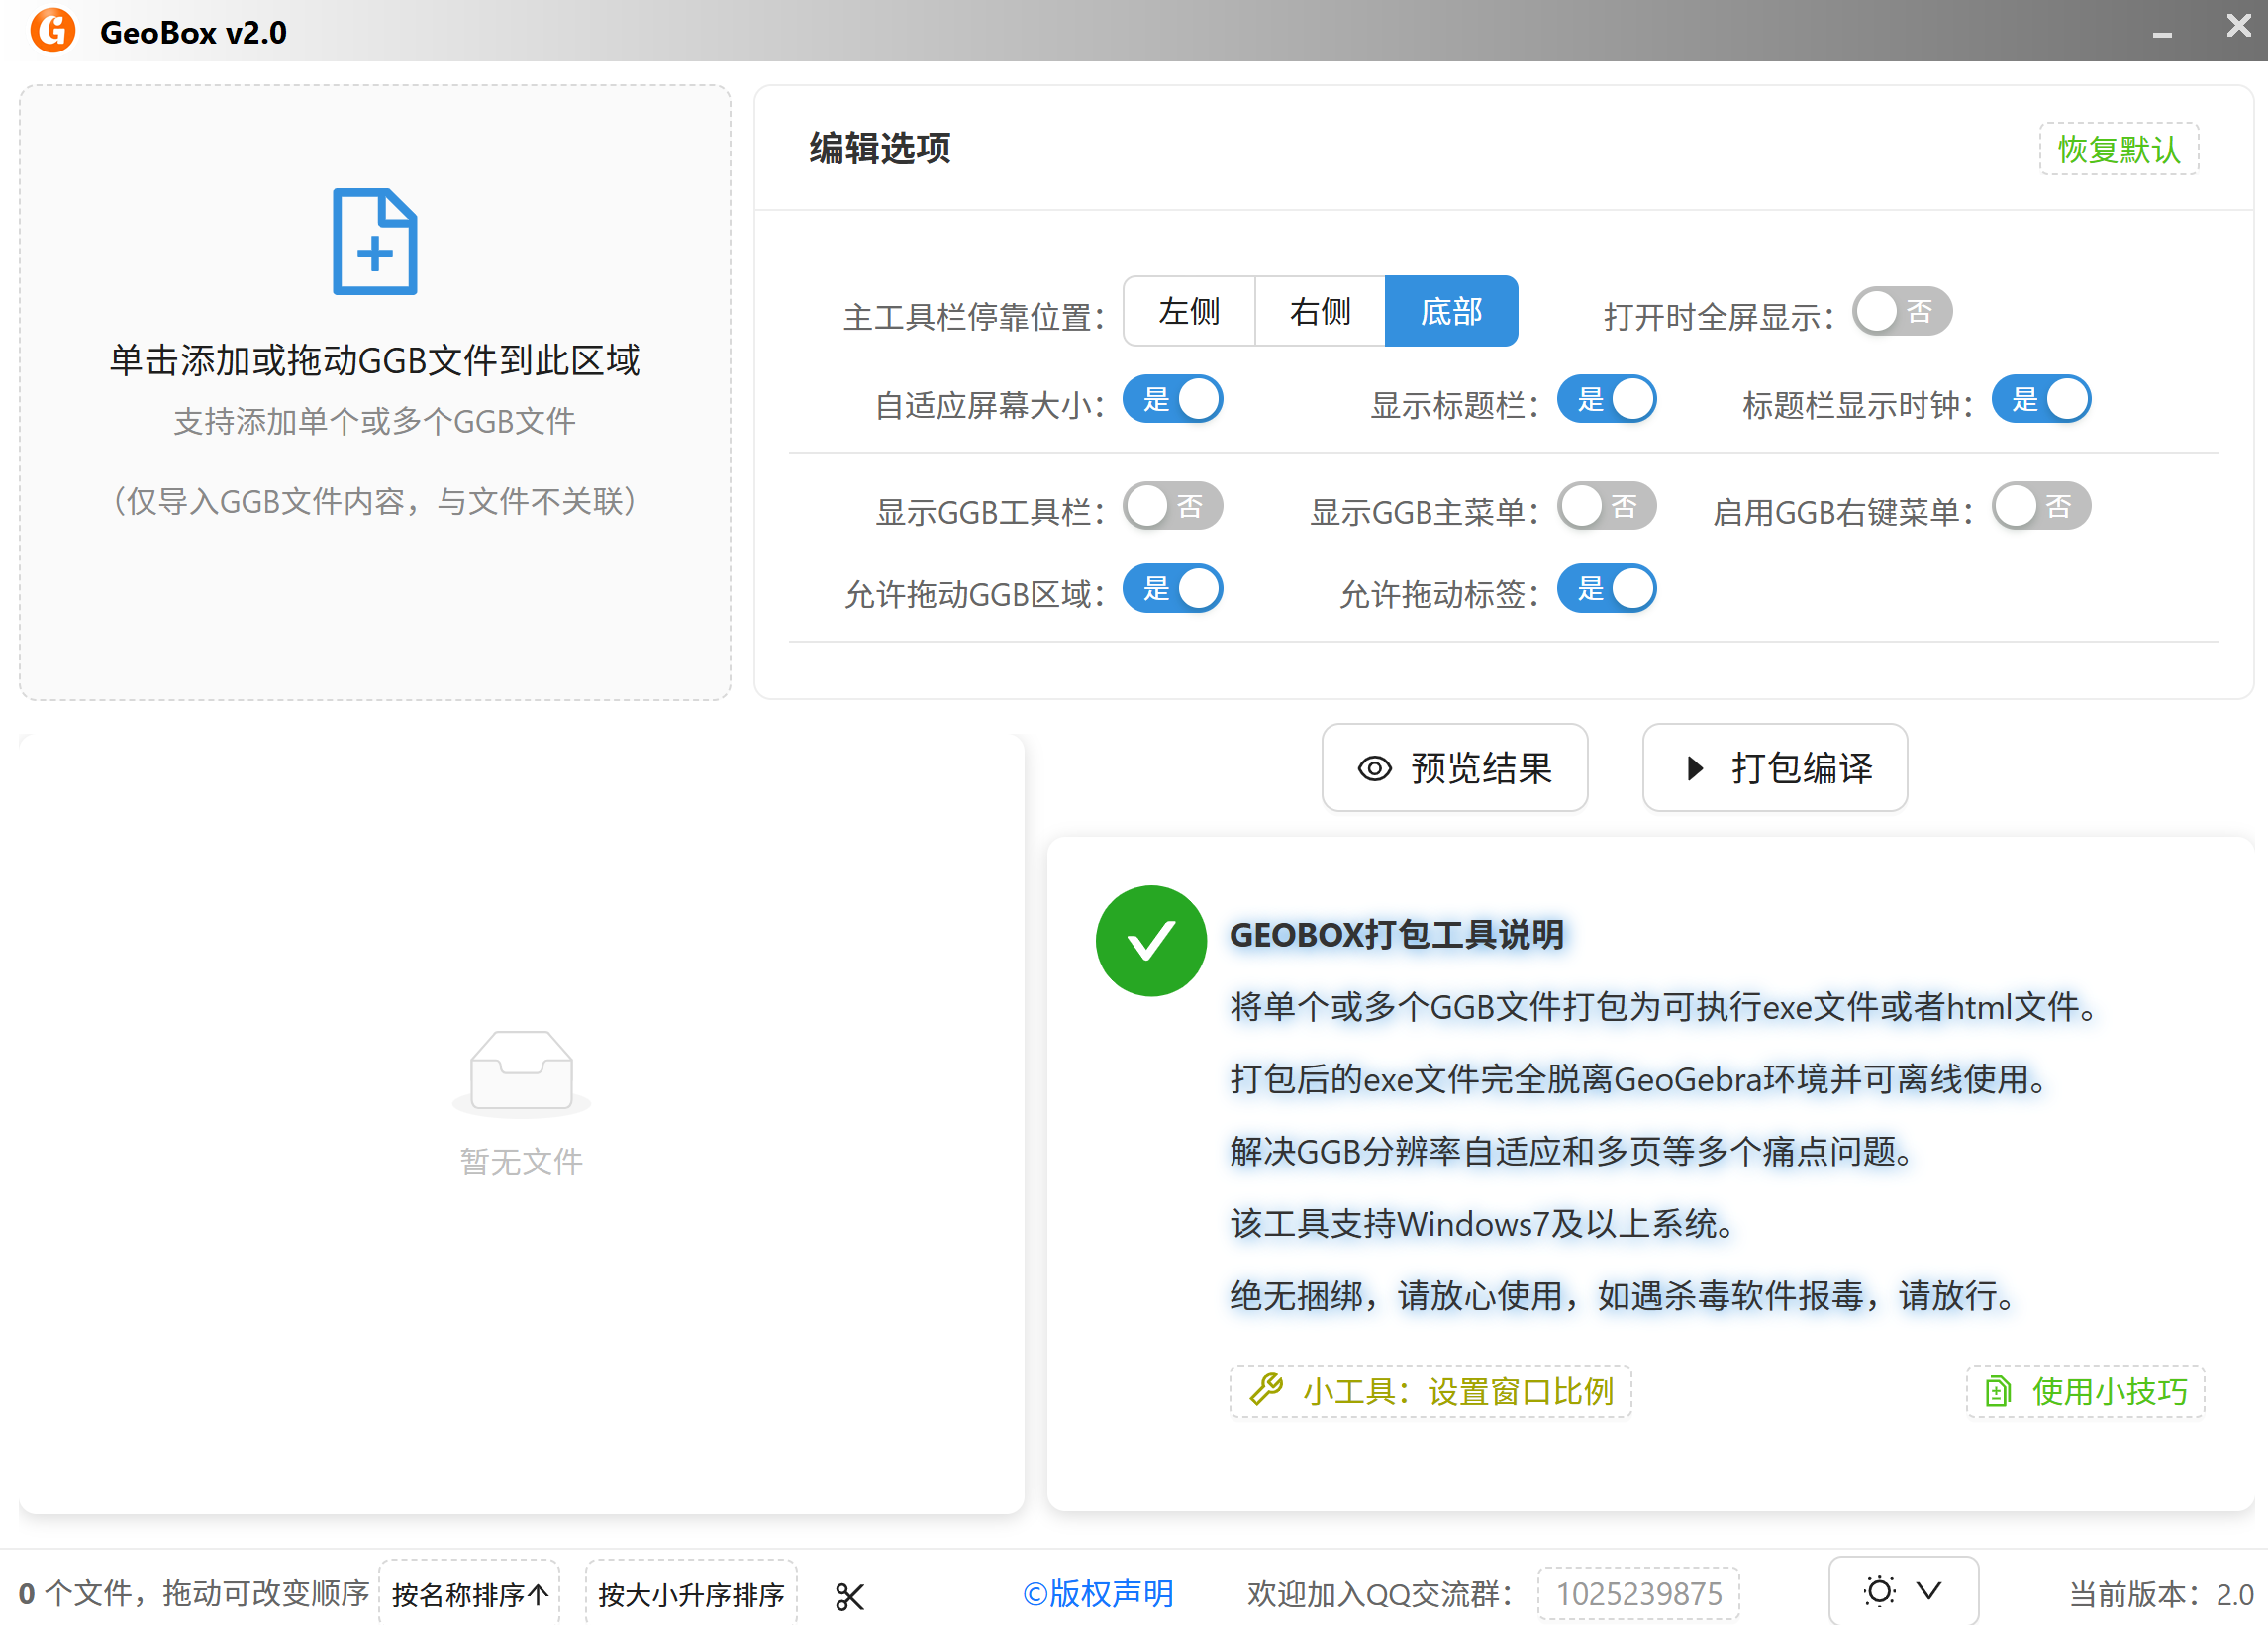 GeoBox v2.0
单击添加或拖动GGB文件到此区域
支持添加单个或多个GGB文件
（仅导入GGB文件内容，与文件不关联）
编辑选项
恢复默认
主工具栏停靠位置： 左侧 右侧 底部 打开时全屏显示： 否
自适应屏幕大小： 是 显示标题栏： 是 标题栏显示时钟： 是
显示GGB工具栏： 否 显示GGB主菜单： 否 启用GGB右键菜单： 否
允许拖动GGB区域： 是 允许拖动标签： 是
预览结果 打包编译
暂无文件
GEOBOX打包工具说明
将单个或多个GGB文件打包为可执行exe文件或者html文件。
打包后的exe文件完全脱离GeoGebra环境并可离线使用。
解决GGB分辨率自适应和多页等多个痛点问题。
该工具支持Windows7及以上系统。
绝无捆绑，请放心使用，如遇杀毒软件报毒，请放行。
小工具：设置窗口比例 使用小技巧
0 个文件，拖动可改变顺序 按名称排序↑ 按大小升序排序 ©版权声明 欢迎加入QQ交流群： 1025239875 当前版本：2.0